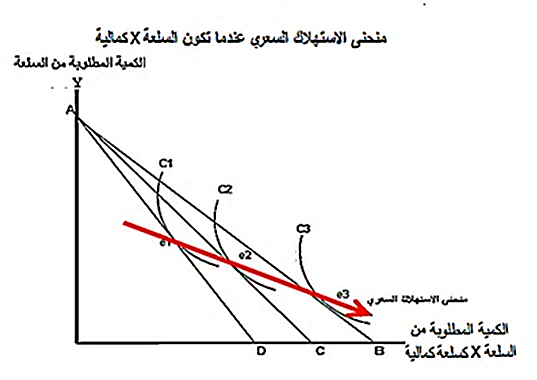 منحنى الاستهلاك السعري عندما تكون السلعة X كمالية
الكمية المطلوبة من السلعة
Y
A
C1
C2
C3
e1
e2
e3
منحنى الاستهلاك السعري
D
C
B
الكمية المطلوبة من
السلعة X كسلعة كمالية